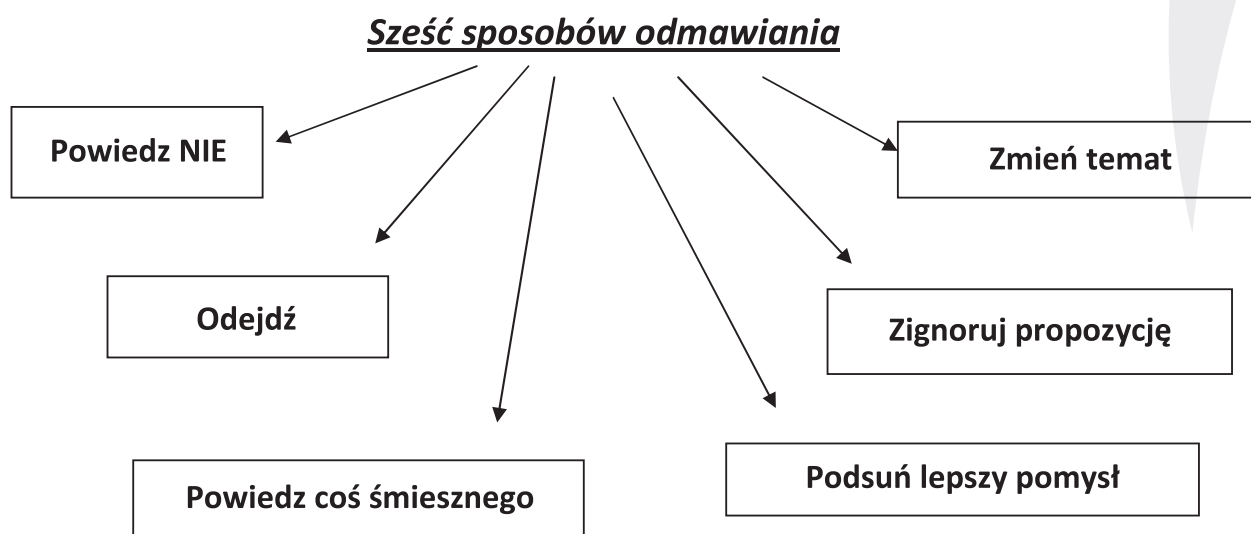 Sześć sposobów odmawiania
Powiedz NIE
Zmień temat
Odejdź
Zignoruj propozycję
Powiedz coś śmiesznego
Podsuń lepszy pomysł